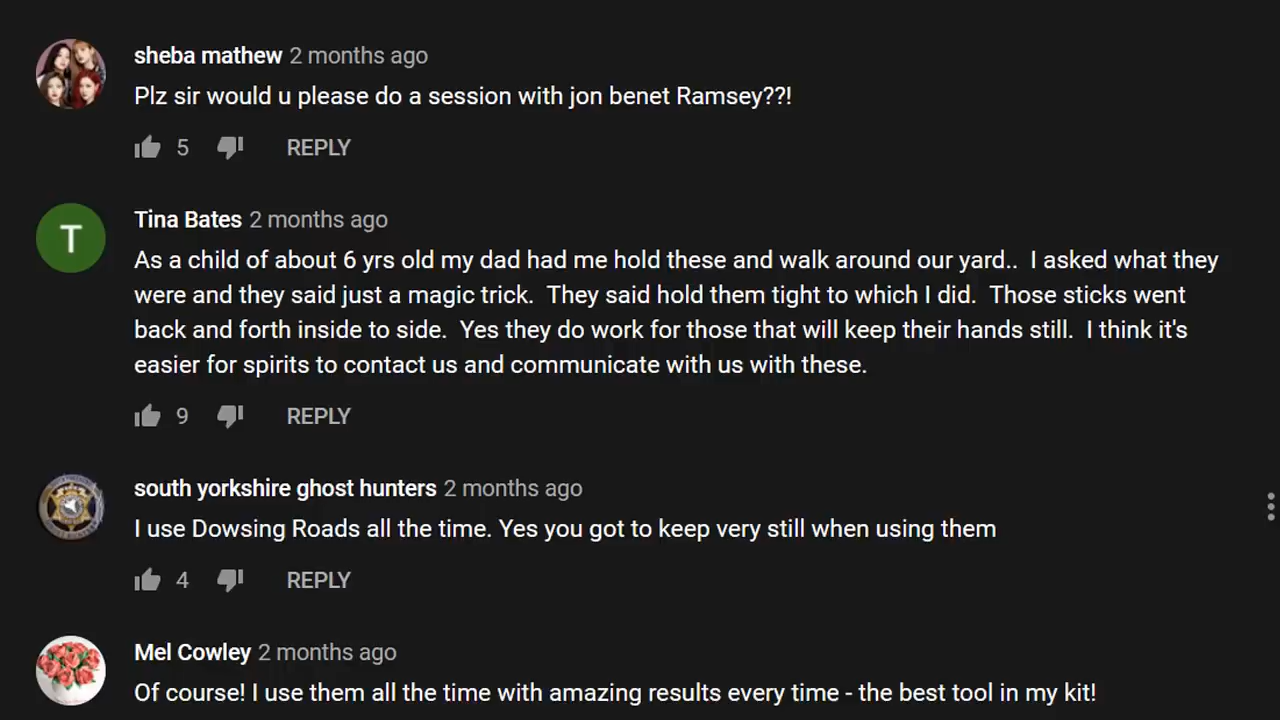 sheba mathew 2 months ago
Plz sir would u please do a session with jon benet Ramsey??!
5 REPLY
T
Tina Bates 2 months ago
As a child of about 6 yrs old my dad had me hold these and walk around our yard.. I asked what they
were and they said just a magic trick. They said hold them tight to which I did. Those sticks went
back and forth inside to side. Yes they do work for those that will keep their hands still. I think it's
easier for spirits to contact us and communicate with us with these.
9 REPLY
south yorkshire ghost hunters 2 months ago
I use Dowsing Roads all the time. Yes you got to keep very still when using them
4 REPLY
Mel Cowley 2 months ago
Of course! I use them all the time with amazing results every time - the best tool in my kit!